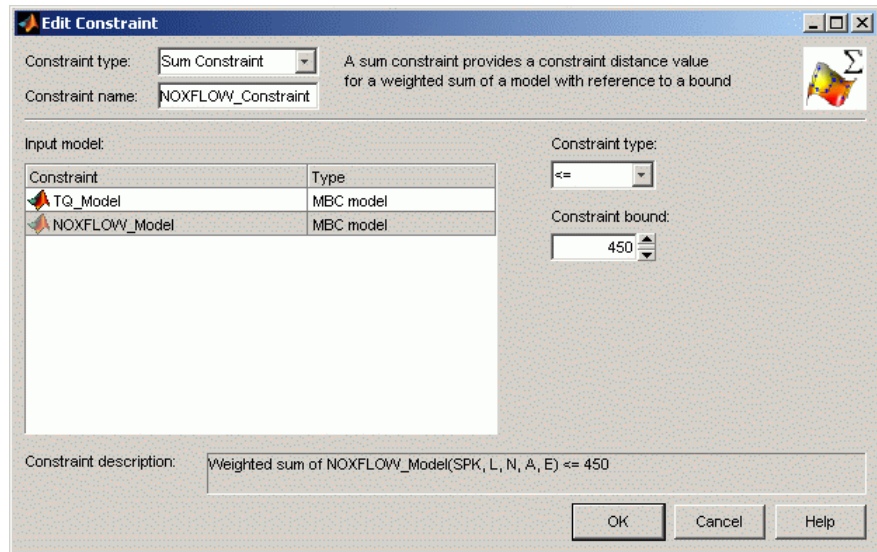 Edit Constraint
Constraint type: Sum Constraint
A sum constraint provides a constraint distance value
for a weighted sum of a model with reference to a bound
Constraint name: NOXFLOW_Constraint
Σ
Input model:
Constraint Type
TQ_Model MBC model
NOXFLOW_Model MBC model
Constraint type:
<=
Constraint bound:
450
Constraint description: Weighted sum of NOXFLOW_Model(SPK, L, N, A, E) <= 450
OK Cancel Help